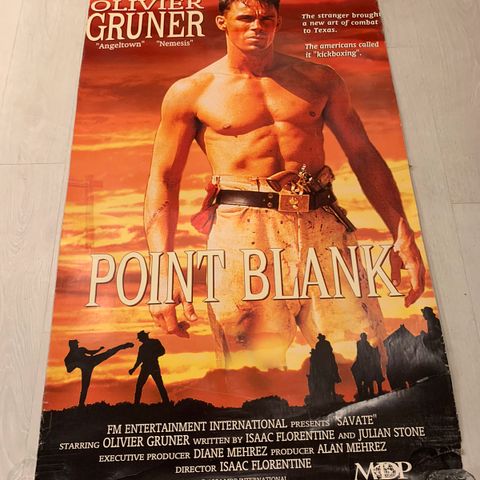 OLIVIER
GRUNER
"Angeltown" "Nemesis"
The stranger brought
a new art of combat
to Texas.
The americans called
it "kickboxing".
POINT BLANK
FM ENTERTAINMENT INTERNATIONAL PRESENTS "SAVATE"
STARRING OLIVIER GRUNER WRITTEN BY ISAAC FLORENTINE AND JULIAN STONE
EXECUTIVE PRODUCER DIANE MEHREZ PRODUCER ALAN MEHREZ
DIRECTOR ISAAC FLORENTINE